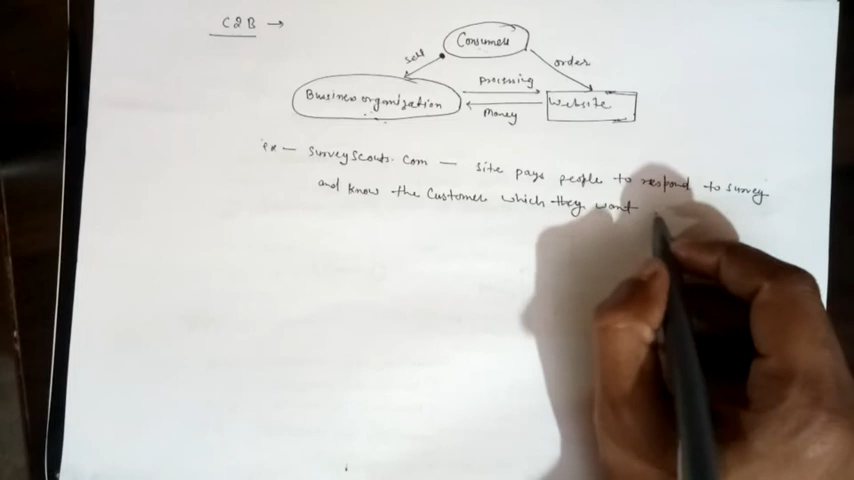 C2B →
Consumer
sell
order
Business organization
processing
Money
website
ex — surveyscouts.com — site pays people to respond to survey
and know the customer which they want